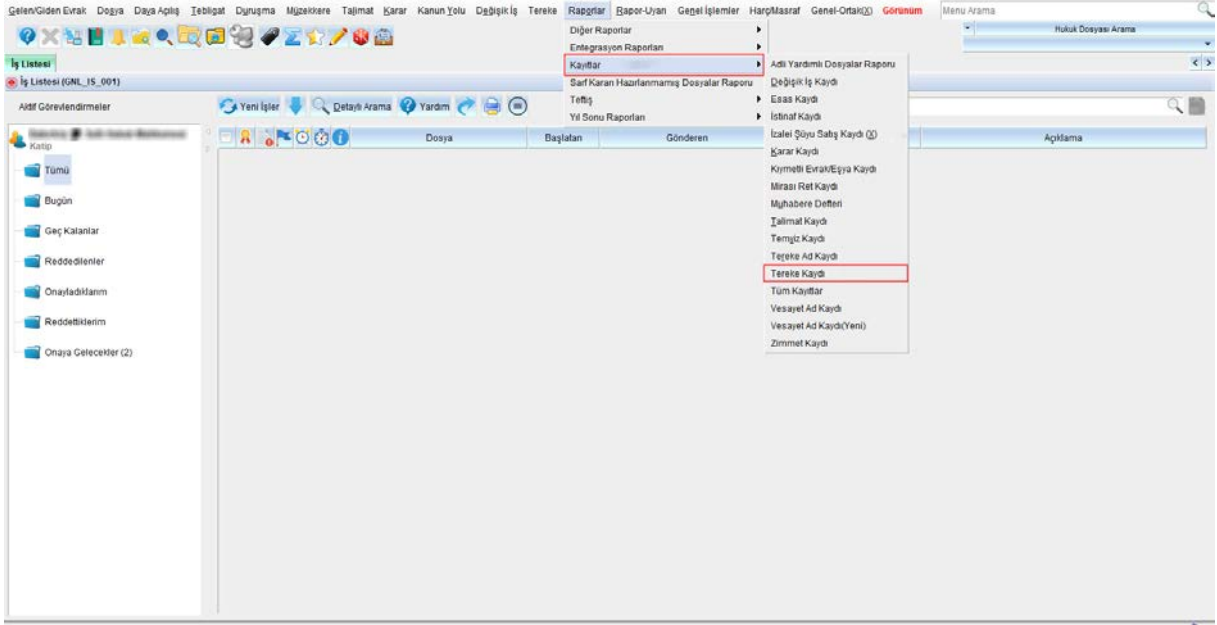 Gelen/Giden Evrak Dosya Dava Açılış Tebligat Duruşma Müzekkere Talimat Karar Kanun Yolu Değişik İş Tereke Raporlar Rapor-Uyarı Genel İşlemler Harç/Masraf Genel-Ortak(X) Görünüm Menu Arama
Hukuk Dosyası Arama
Diğer Raporlar
Entegrasyon Raporları
Kayıtlar
Sarf Kararı Hazırlanmamış Dosyalar Raporu
Teftiş
Yıl Sonu Raporları
Adli Yardımlı Dosyalar Raporu
Değişik İş Kaydı
Esas Kaydı
İstinaf Kaydı
İzalei Şüyu Satış Kaydı (X)
Karar Kaydı
Kıymetli Evrak/Eşya Kaydı
Mirası Ret Kaydı
Muhabere Defteri
Talimat Kaydı
Temyiz Kaydı
Tereke Ad Kaydı
Tereke Kaydı
Tüm Kayıtlar
Vesayet Ad Kaydı
Vesayet Ad Kaydı(Yeni)
Zimmet Kaydı
İş Listesi
İş Listesi (GNL_IS_001)
Aktif Görevlendirmeler
Yeni İşler Detaylı Arama Yardım
Dosya Başlatan Gönderen Açıklama
Katip
Tümü
Bugün
Geç Kalanlar
Reddedilenler
Onayladıklarım
Reddettiklerim
Onaya Gelecekler (2)